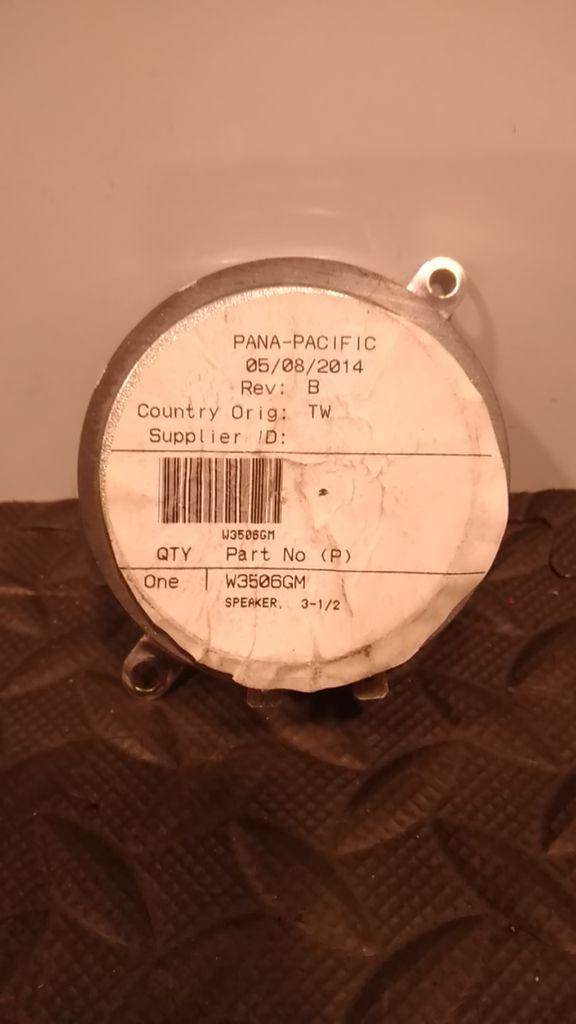 PANA-PACIFIC
05/08/2014
Rev: B
Country Orig: TW
Supplier ID:
W3506GM
QTY Part No (P)
One W3506GM
SPEAKER, 3-1/2